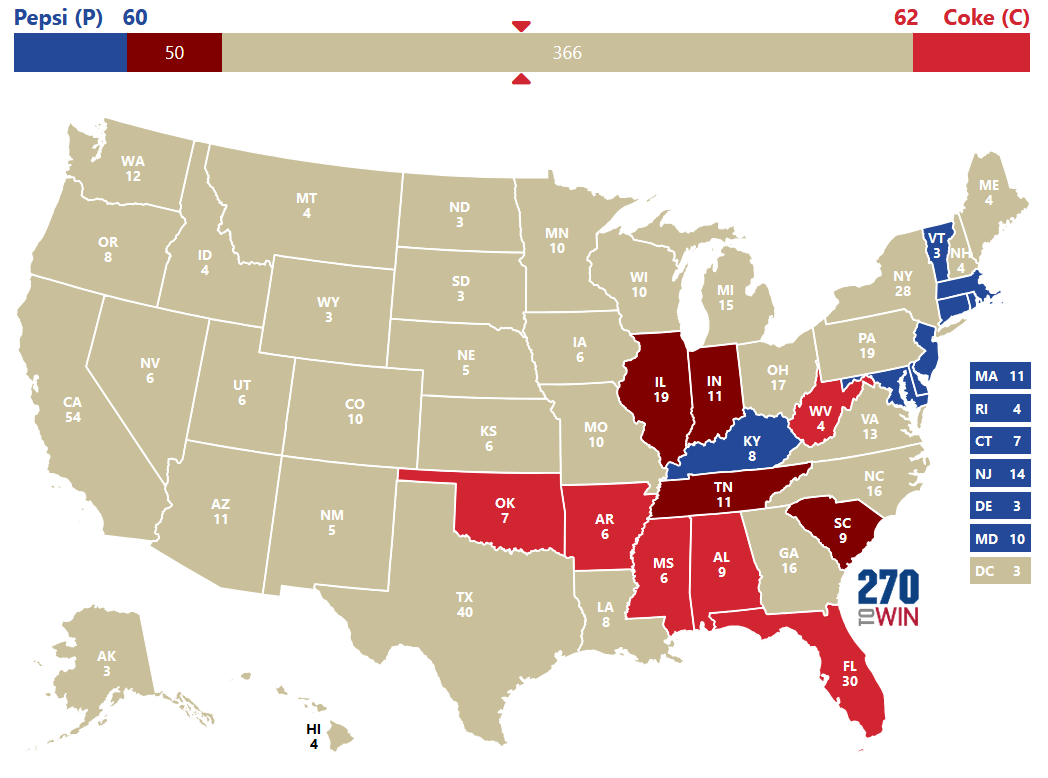 Pepsi (P) 60
62 Coke (C)
50
366
WA
12
OR
8
CA
54
NV
6
ID
4
MT
4
WY
3
UT
6
AZ
11
CO
10
NM
5
ND
3
SD
3
NE
5
KS
6
OK
7
TX
40
MN
10
IA
6
MO
10
AR
6
LA
8
WI
10
IL
19
MI
15
IN
11
OH
17
KY
8
TN
11
MS
6
AL
9
GA
16
FL
30
SC
9
NC
16
VA
13
WV
4
PA
19
NY
28
VT
3
NH
4
ME
4
MA 11
RI 4
CT 7
NJ 14
DE 3
MD 10
DC 3
AK
3
HI
4
270
TO WIN